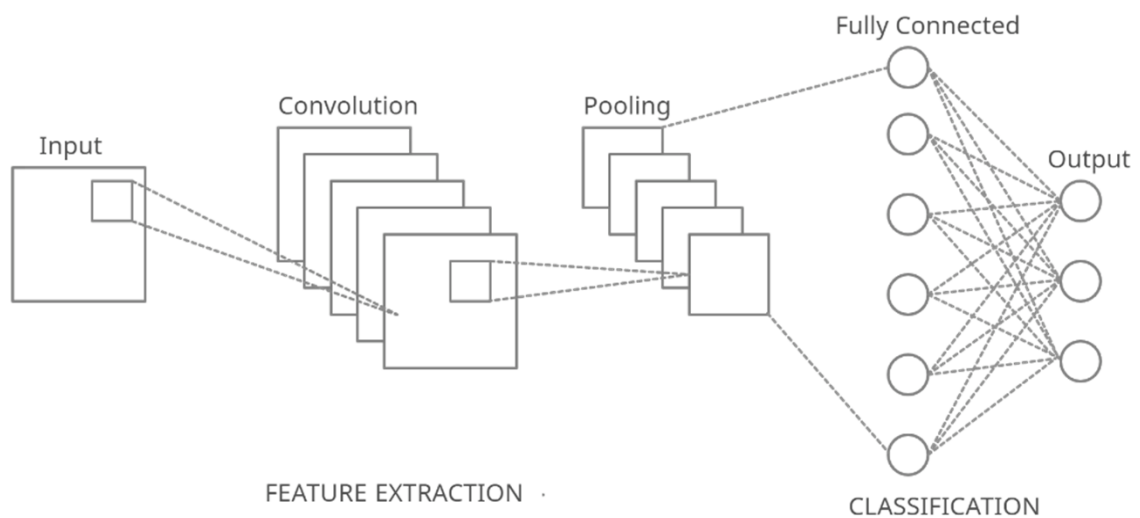 Fully Connected
Convolution
Pooling
Input
Output
FEATURE EXTRACTION
CLASSIFICATION